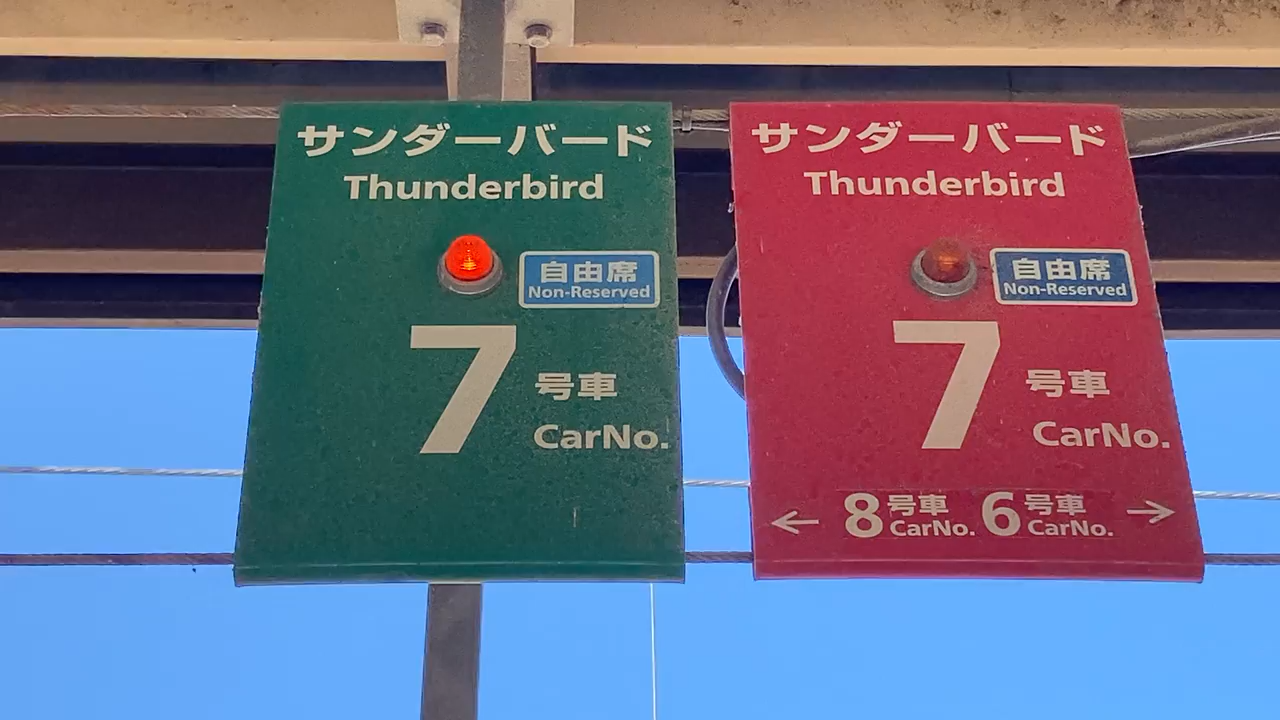 サンダーバード
Thunderbird
自由席
Non-Reserved
7 号車
CarNo.
サンダーバード
Thunderbird
自由席
Non-Reserved
7 号車
CarNo.
← 8 号車 CarNo. 6 号車 CarNo. →